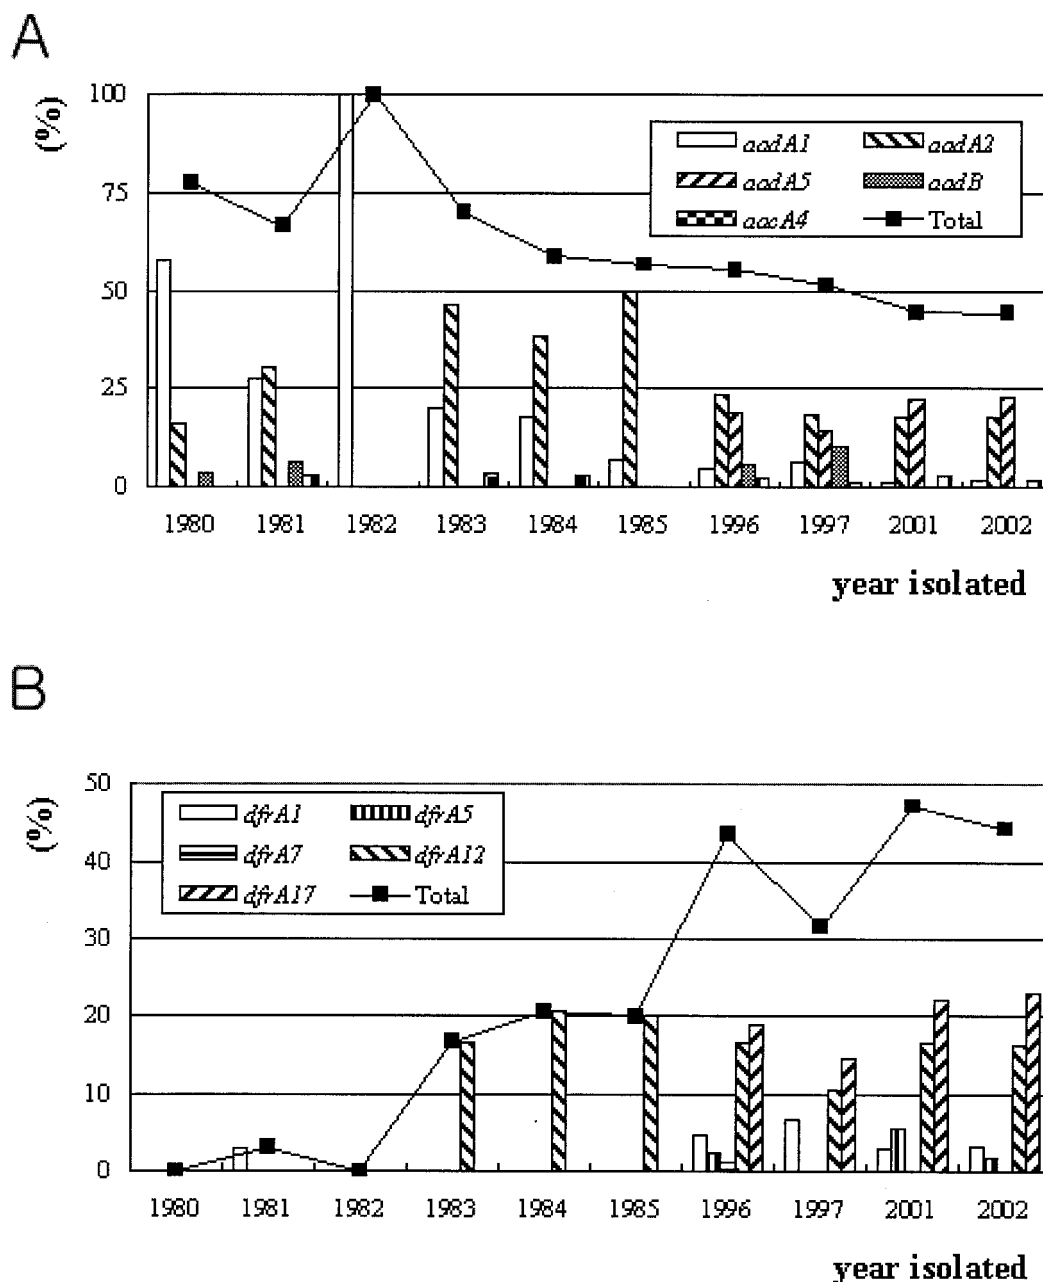 A
(%)
100
75
50
25
0
aadA1 aadA2
aadA5 aadB
aacA4 Total
1980 1981 1982 1983 1984 1985 1996 1997 2001 2002
year isolated
B
(%)
50
40
30
20
10
0
dfrA1 dfrA5
dfrA7 dfrA12
dfrA17 Total
1980 1981 1982 1983 1984 1985 1996 1997 2001 2002
year isolated